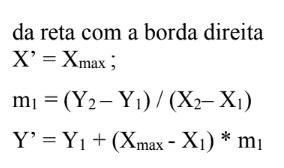 da reta com a borda direita
X’ = Xmax ;
m1 = (Y2 – Y1) / (X2– X1)
Y’ = Y1 + (Xmax - X1) * m1